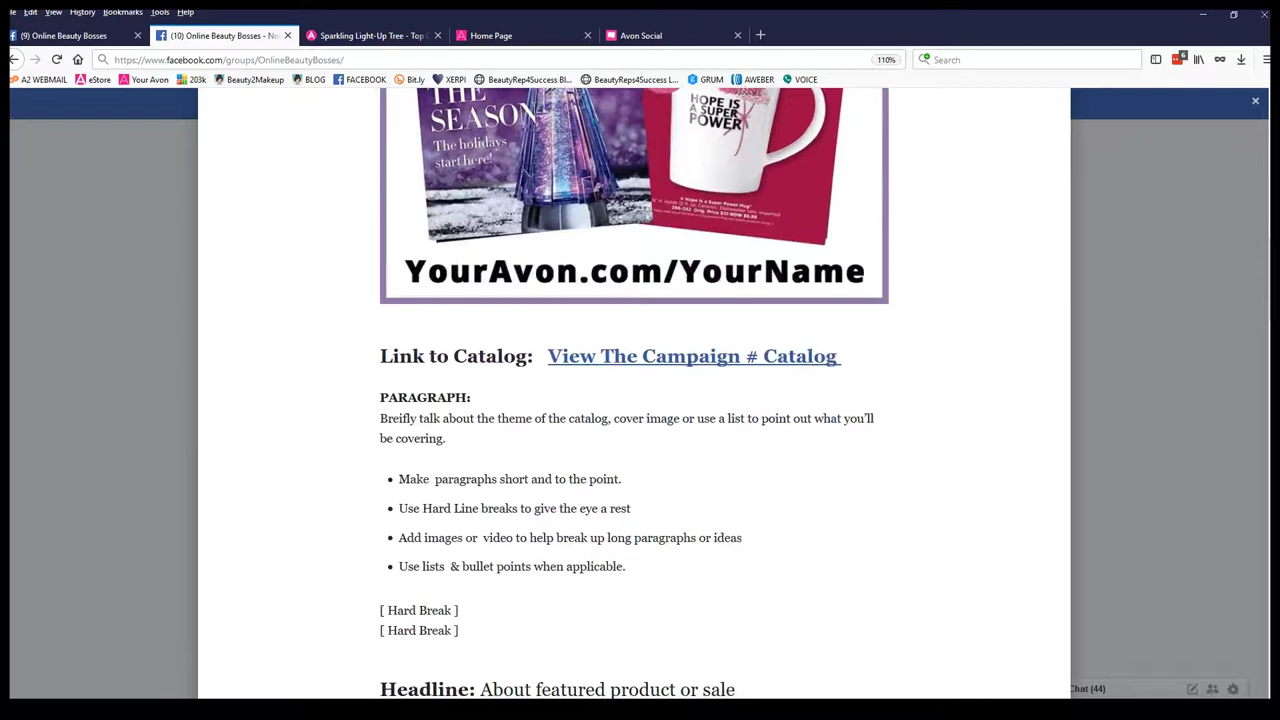 Edit View History Bookmarks Tools Help
(9) Online Beauty Bosses × (10) Online Beauty Bosses - No × Sparkling Light-Up Tree - Top × Home Page × Avon Social × +
https://www.facebook.com/groups/OnlineBeautyBosses/ 110% Search 6
A2 WEBMAIL eStore Your Avon 203k Beauty2Makeup BLOG FACEBOOK Bit.ly XERPI BeautyRep4Success Bl... BeautyReps4Success L... GRUM AWEBER VOICE
THE
SEASON
The holidays
start here!
HOPE IS
A SUPER
POWER
YourAvon.com/YourName
Link to Catalog: View The Campaign # Catalog
PARAGRAPH:
Breifly talk about the theme of the catalog, cover image or use a list to point out what you'll
be covering.
• Make paragraphs short and to the point.
• Use Hard Line breaks to give the eye a rest
• Add images or video to help break up long paragraphs or ideas
• Use lists & bullet points when applicable.
[ Hard Break ]
[ Hard Break ]
Headline: About featured product or sale
Chat (44)